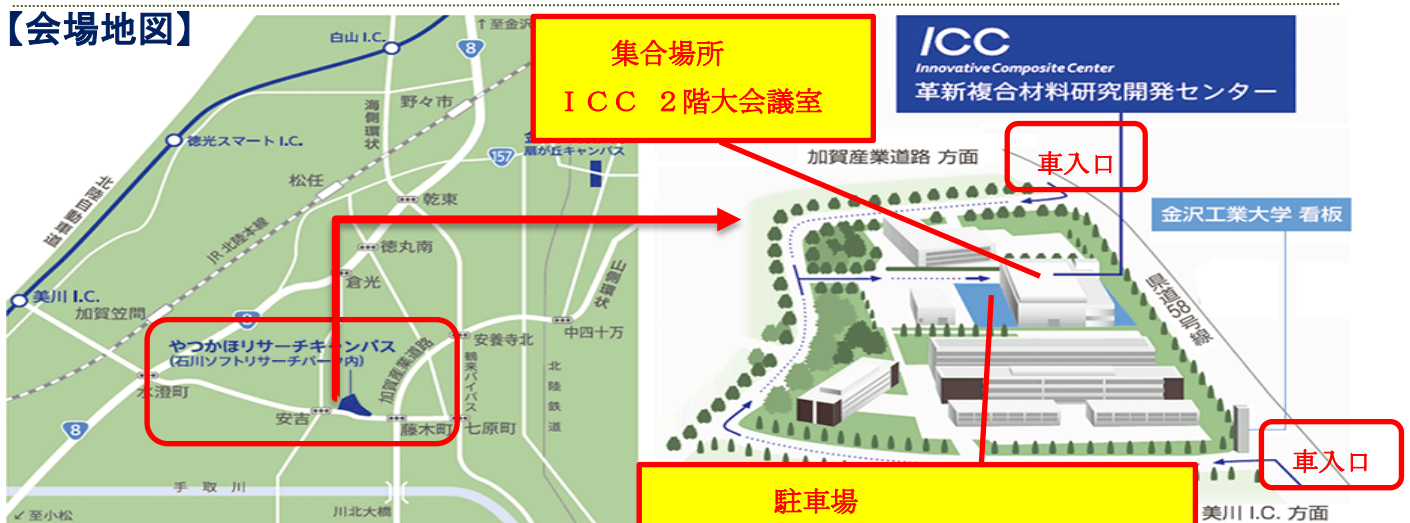 【会場地図】
↑至金沢
白山 I.C.
8
集合場所
ＩＣＣ ２階大会議室
ICC
Innovative Composite Center
革新複合材料研究開発センター
海側環状
野々市
徳光スマート I.C.
157
扇が丘キャンパス
北陸自動車道
松任
乾東
JR 北陸本線
徳丸南
倉光
山側環状
美川 I.C.
加賀笠間
8
中四十万
安養寺北
やつかほリサーチキャンパス
(石川ソフトリサーチパーク内)
加賀産業道路
鶴来バイパス
北陸鉄道
水澄町
安吉
藤木町
七原町
8
手取川
川北大橋
↙至小松
加賀産業道路 方面
車入口
金沢工業大学 看板
県道58号線
車入口
駐車場
美川 I.C. 方面